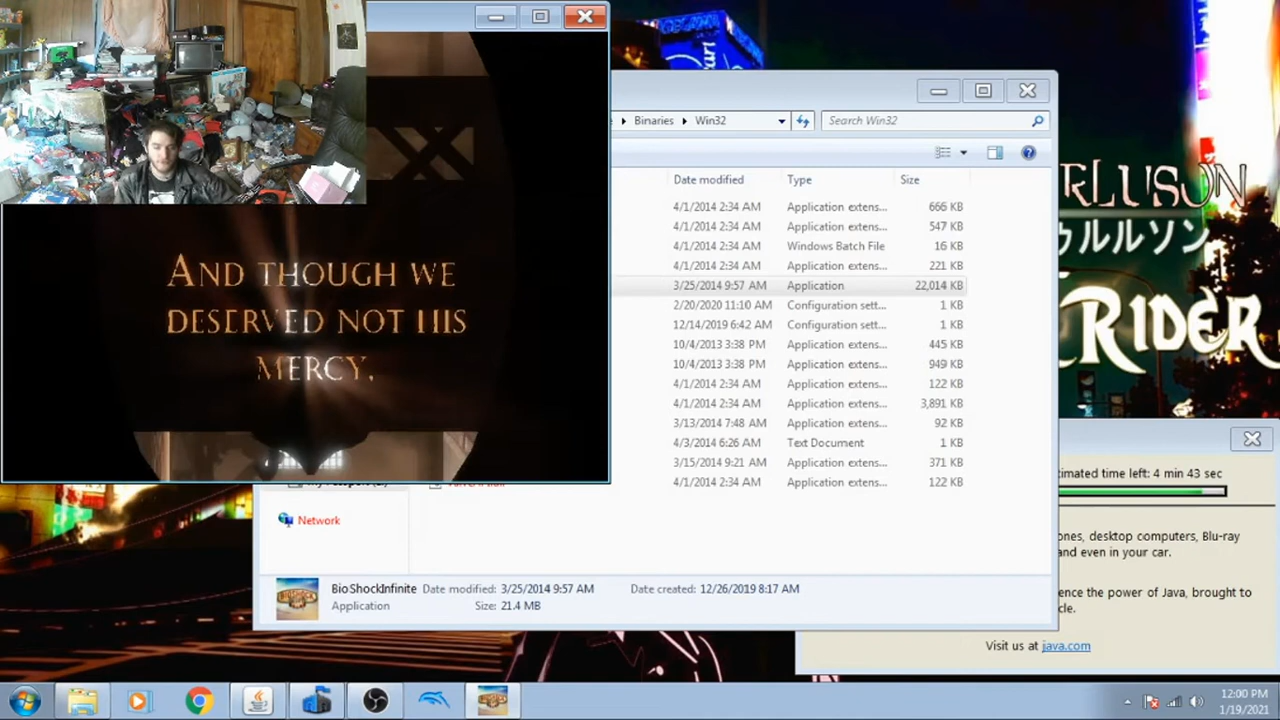 AND THOUGH WE
DESERVED NOT HIS
MERCY,
Binaries
Win32
Search Win32
Date modified Type Size
4/1/2014 2:34 AM Application extens... 666 KB
4/1/2014 2:34 AM Application extens... 547 KB
4/1/2014 2:34 AM Windows Batch File 16 KB
4/1/2014 2:34 AM Application extens... 221 KB
3/25/2014 9:57 AM Application 22,014 KB
2/20/2020 11:10 AM Configuration sett... 1 KB
12/14/2019 6:42 AM Configuration sett... 1 KB
10/4/2013 3:38 PM Application extens... 445 KB
10/4/2013 3:38 PM Application extens... 949 KB
4/1/2014 2:34 AM Application extens... 122 KB
4/1/2014 2:34 AM Application extens... 3,891 KB
3/13/2014 7:48 AM Application extens... 92 KB
4/3/2014 6:26 AM Text Document 1 KB
3/15/2014 9:21 AM Application extens... 371 KB
4/1/2014 2:34 AM Application extens... 122 KB
Network
BioShockInfinite Date modified: 3/25/2014 9:57 AM Date created: 12/26/2019 8:17 AM
Application Size: 21.4 MB
ルルソン
RIDER
timated time left: 4 min 43 sec
ones, desktop computers, Blu-ray
and even in your car.
ence the power of Java, brought to
cle.
Visit us at java.com
12:00 PM
1/19/2021